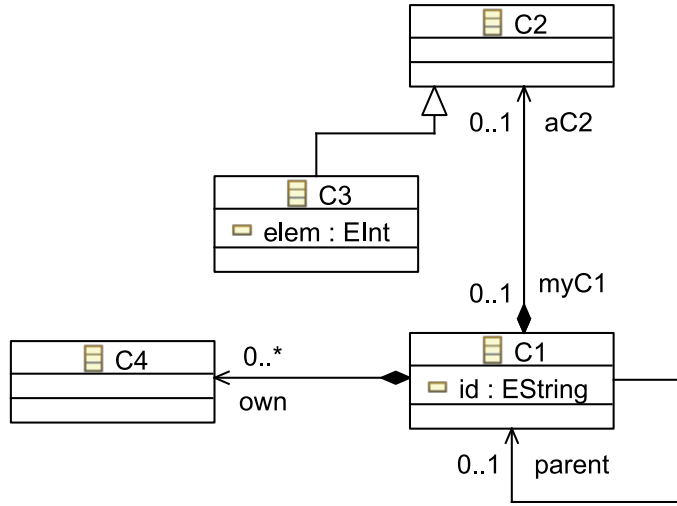 C2
0..1 aC2
C3
elem : EInt
0..1 myC1
C4
0..*
own
C1
id : EString
0..1 parent